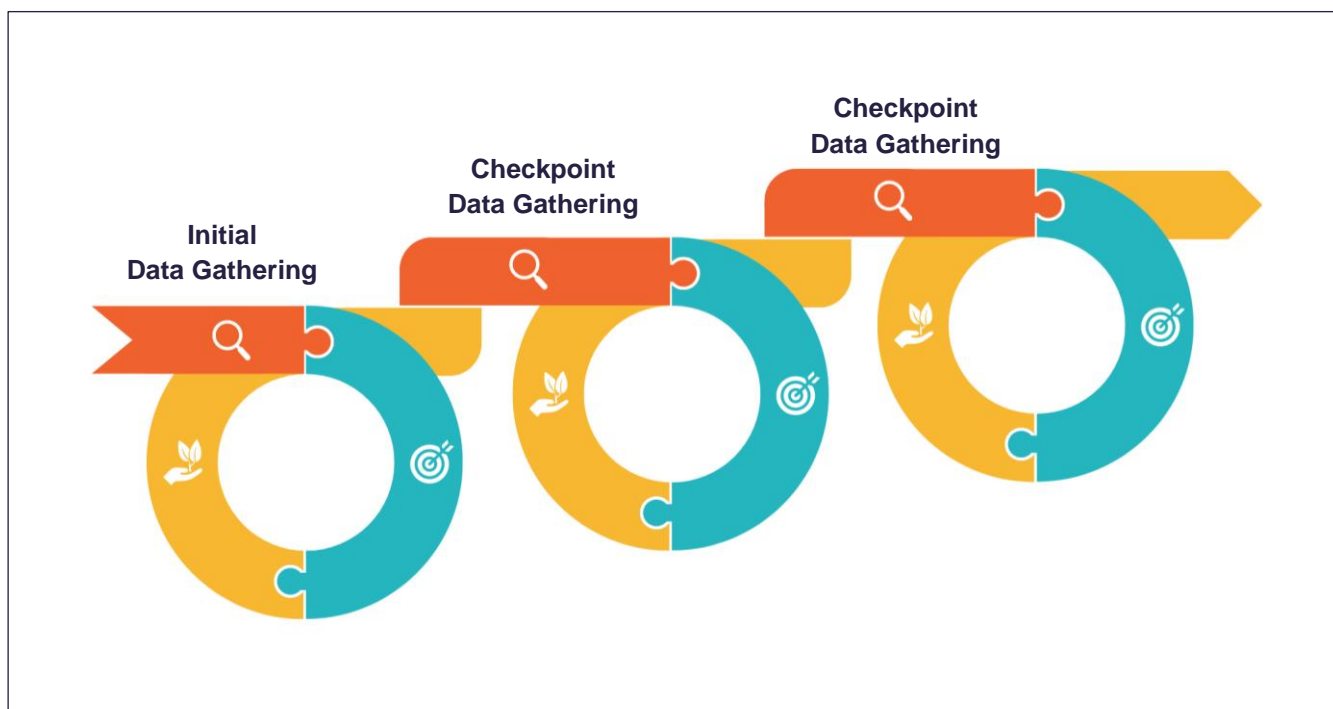 Initial
Data Gathering
Checkpoint
Data Gathering
Checkpoint
Data Gathering